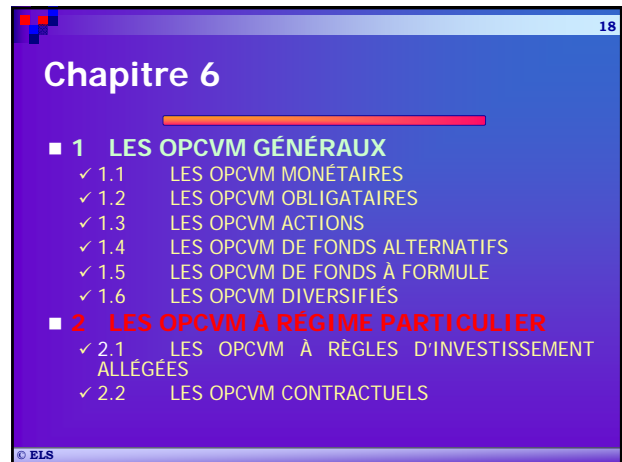 18
Chapitre 6
1 LES OPCVM GÉNÉRAUX
1.1 LES OPCVM MONÉTAIRES
1.2 LES OPCVM OBLIGATAIRES
1.3 LES OPCVM ACTIONS
1.4 LES OPCVM DE FONDS ALTERNATIFS
1.5 LES OPCVM DE FONDS À FORMULE
1.6 LES OPCVM DIVERSIFIÉS
2 LES OPCVM À RÉGIME PARTICULIER
2.1 LES OPCVM À RÈGLES D'INVESTISSEMENT
ALLÉGÉES
2.2 LES OPCVM CONTRACTUELS
© ELS